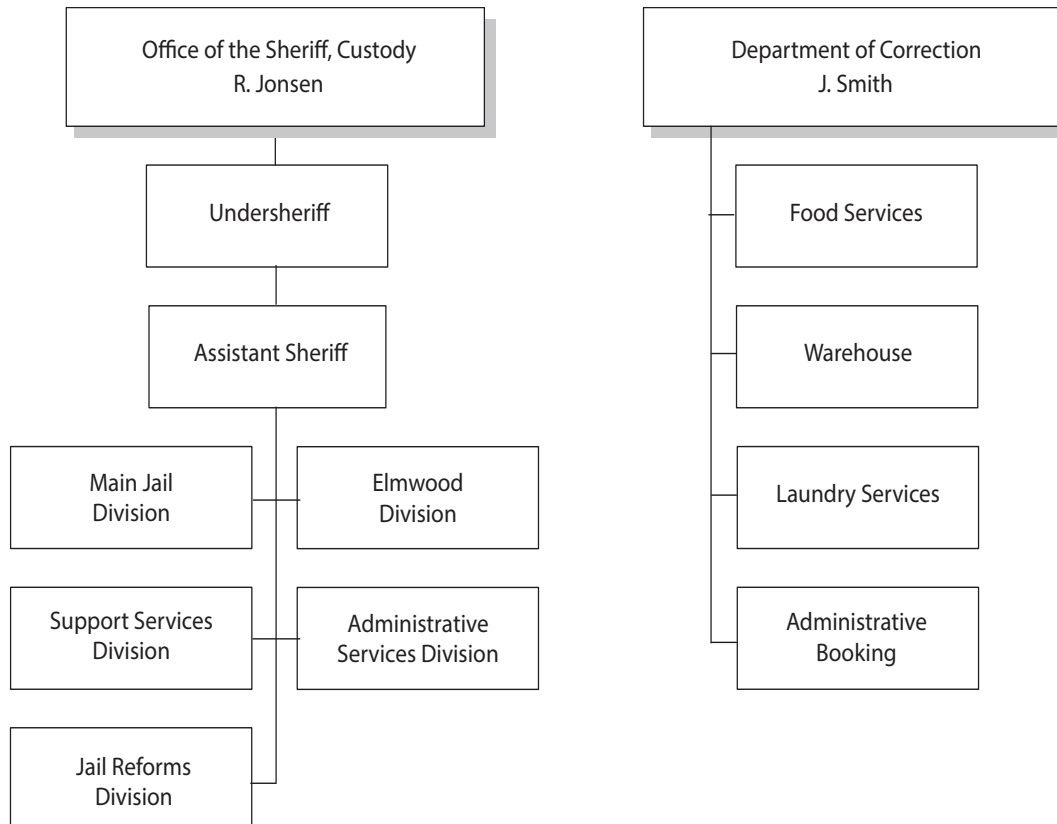 Office of the Sheriff, Custody
R. Jonsen
Undersheriff
Assistant Sheriff
Main Jail
Division
Elmwood
Division
Support Services
Division
Administrative
Services Division
Jail Reforms
Division
Department of Correction
J. Smith
Food Services
Warehouse
Laundry Services
Administrative
Booking